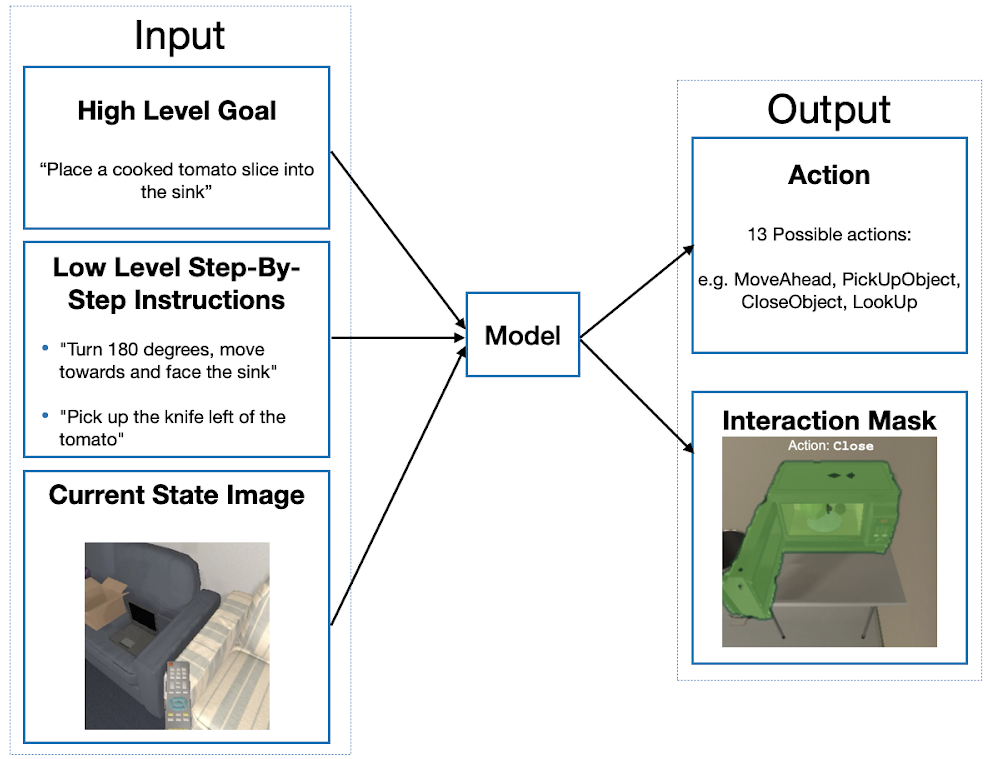 Input
High Level Goal
“Place a cooked tomato slice into
the sink”
Low Level Step-By-
Step Instructions
• "Turn 180 degrees, move
towards and face the sink"
• "Pick up the knife left of the
tomato"
Current State Image
Model
Output
Action
13 Possible actions:
e.g. MoveAhead, PickUpObject,
CloseObject, LookUp
Interaction Mask
Action: Close